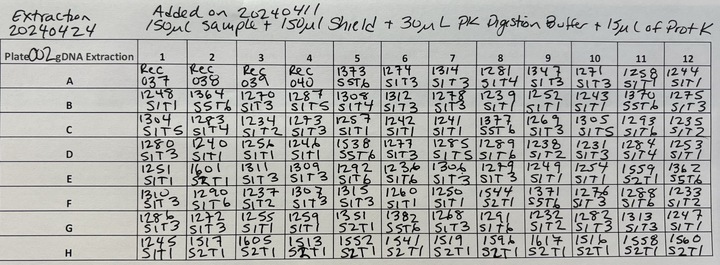 Extraction Added on 20240411
20240424 150µL Sample + 150µl Shield + 30µL PK Digestion Buffer + 15µL of Prot K
Plate 002 gDNA Extraction 1 2 3 4 5 6 7 8 9 10 11 12
A Rec Rec Rec Rec 1373 1274 1314 1281 1347 1271 1258 1244
037 038 039 040 S5T6 S1T3 S1T3 S1T4 S1T3 S1T3 S1T1 S1T1
B 1248 1364 1270 1287 1308 1312 1278 1239 1252 1243 1370 1275
S1T1 S5T6 S1T3 S1T5 S1T4 S1T3 S1T3 S1T1 S1T1 S1T1 S5T6 S1T3
C 1304 1283 1234 1273 1257 1242 1241 1377 1269 1305 1293 1235
S1T5 S1T4 S1T2 S1T3 S1T1 S1T1 S1T1 S5T6 S1T3 S1T5 S1T6 S1T2
D 1280 1240 1256 1246 1538 1277 1285 1289 1238 1231 1284 1253
S1T3 S1T1 S1T1 S1T1 S5T6 S1T3 S1T5 S1T6 S1T2 S1T3 S1T4 S1T1
E 1251 1601 1311 1309 1292 1236 1306 1279 1249 1254 1559 1362
S1T1 S2T1 S1T3 S1T3 S1T6 S1T6 S1T3 S1T3 S1T1 S1T1 S2T1 S5T6
F 1310 1290 1237 1307 1315 1260 1250 1544 1371 1276 1288 1233
S1T3 S1T6 S1T2 S1T3 S1T3 S1T1 S1T1 S2T1 S5T6 S1T3 S1T6 S1T2
G 1286 1272 1255 1259 1351 1382 1268 1291 1232 1282 1313 1247
S1T3 S1T3 S1T1 S1T1 S2T1 S5T6 S1T3 S1T6 S1T2 S1T3 S1T3 S1T1
H 1245 1517 1605 1513 1552 1541 1519 1596 1617 1516 1558 1560
S1T1 S2T1 S2T1 S2T1 S2T1 S2T1 S2T1 S2T1 S2T1 S2T1 S2T1 S2T1